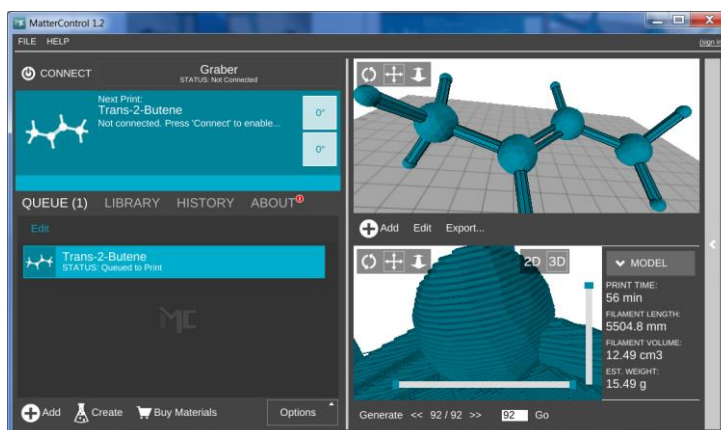 MatterControl 1.2
FILE HELP
CONNECT
Graber
STATUS: Not Connected
Next Print:
Trans-2-Butene
Not connected. Press 'Connect' to enable...
0°
0°
QUEUE (1) LIBRARY HISTORY ABOUT
Edit
Trans-2-Butene
STATUS: Queued to Print
MC
Add Create Buy Materials Options
Add Edit Export...
2D 3D
MODEL
PRINT TIME:
56 min
FILAMENT LENGTH:
5504.8 mm
FILAMENT VOLUME:
12.49 cm3
EST. WEIGHT:
15.49 g
Generate << 92 / 92 >> 92 Go